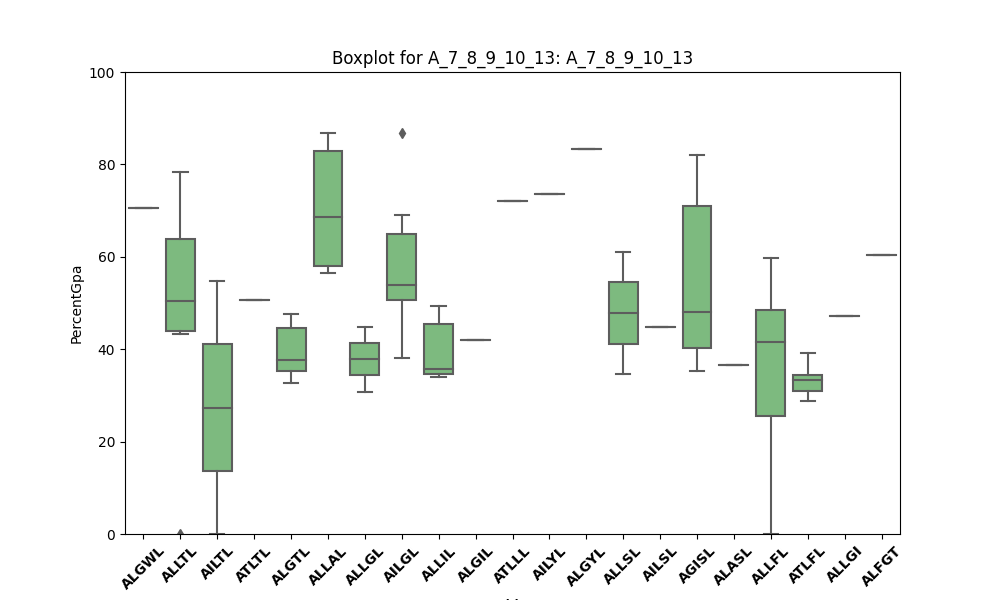 Boxplot for A_7_8_9_10_13: A_7_8_9_10_13
PercentGpa
100
80
60
40
20
0
ALGWL
ALLTL
AILTL
ATLTL
ALGTL
ALLAL
ALLGL
AILGL
ALLIL
ALGIL
ATLLL
AILYL
ALGYL
ALLSL
AILSL
AGISL
ALASL
ALLFL
ATLFL
ALLGI
ALFGT